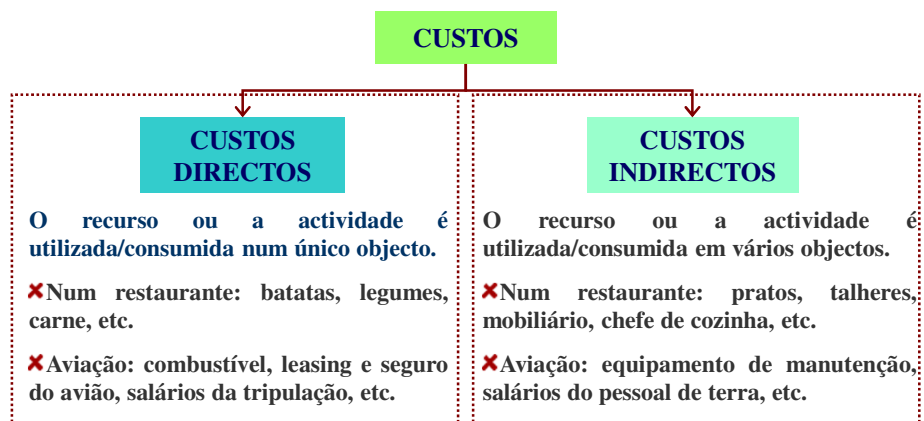 CUSTOS
CUSTOS
DIRECTOS
O recurso ou a actividade é
utilizada/consumida num único objecto.
Num restaurante: batatas, legumes,
carne, etc.
Aviação: combustível, leasing e seguro
do avião, salários da tripulação, etc.
CUSTOS
INDIRECTOS
O recurso ou a actividade é
utilizada/consumida em vários objectos.
Num restaurante: pratos, talheres,
mobiliário, chefe de cozinha, etc.
Aviação: equipamento de manutenção,
salários do pessoal de terra, etc.